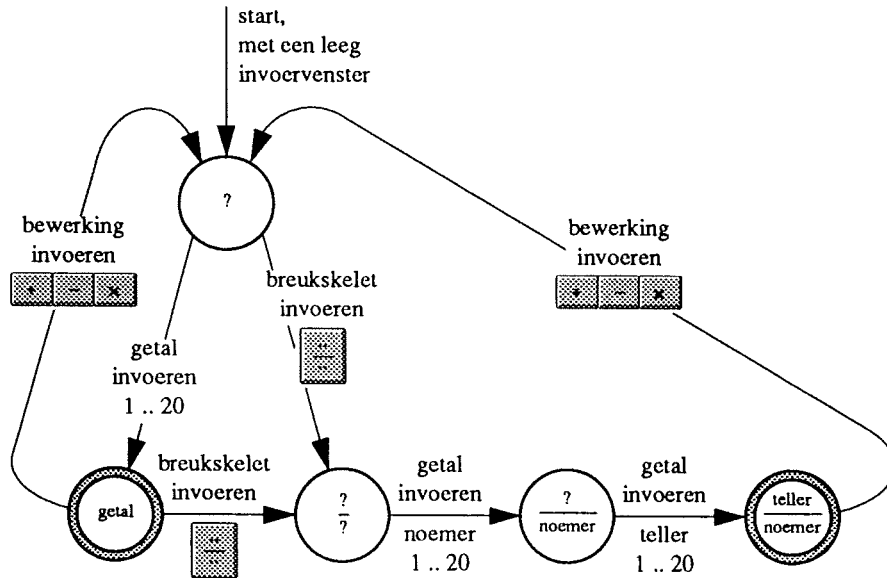 start,
met een leeg
invoervenster
?
bewerking
invoeren
+ − ×
breukskelet
invoeren
bewerking
invoeren
+ − ×
getal
invoeren
1 .. 20
getal
breukskelet
invoeren
?
?
getal
invoeren
noemer
1 .. 20
?
noemer
getal
invoeren
teller
1 .. 20
teller
noemer